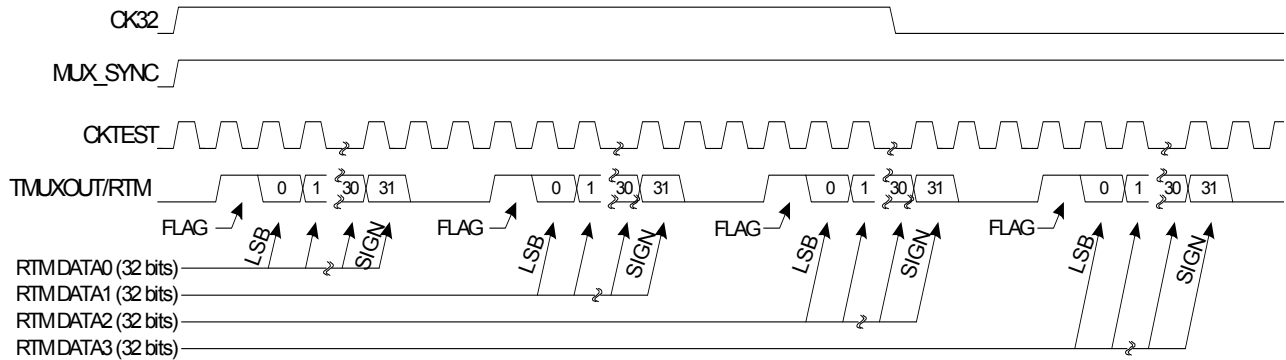 CK32
MUX_SYNC
CKTEST
TMUXOUT/RTM
0 1 30 31 0 1 30 31 0 1 30 31 0 1 30 31
FLAG FLAG FLAG FLAG
LSB SIGN LSB SIGN LSB SIGN LSB SIGN
RTM DATA0 (32 bits)
RTM DATA1 (32 bits)
RTM DATA2 (32 bits)
RTM DATA3 (32 bits)